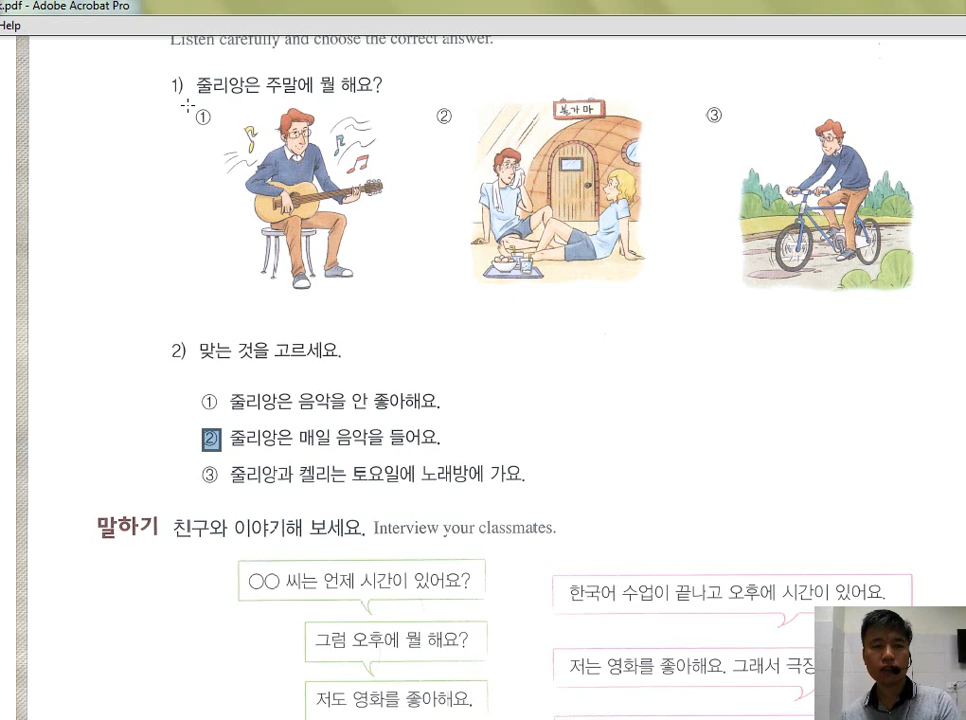 .pdf - Adobe Acrobat Pro
Help
Listen carefully and choose the correct answer.
1) 줄리앙은 주말에 뭘 해요?
① ② 불가마 ③
2) 맞는 것을 고르세요.
① 줄리앙은 음악을 안 좋아해요.
② 줄리앙은 매일 음악을 들어요.
③ 줄리앙과 켈리는 토요일에 노래방에 가요.
말하기 친구와 이야기해 보세요. Interview your classmates.
○○ 씨는 언제 시간이 있어요?
한국어 수업이 끝나고 오후에 시간이 있어요.
그럼 오후에 뭘 해요?
저는 영화를 좋아해요. 그래서 극장
저도 영화를 좋아해요.